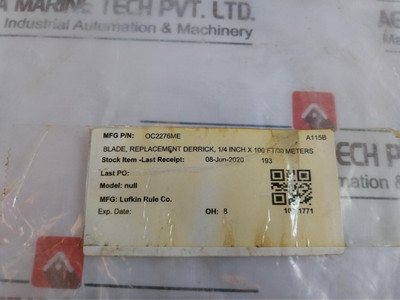 A MARINE TECH PVT. LTD.
Industrial Automation & Machinery
MFG P/N: OC2276ME A115B
BLADE, REPLACEMENT DERRICK, 1/4 INCH X 100 FT/30 METERS
Stock Item -Last Receipt: 08-Jun-2020 193
Last PO:
Model: null
MFG: Lufkin Rule Co.
Exp. Date: OH: 8
TECH P
Automation &